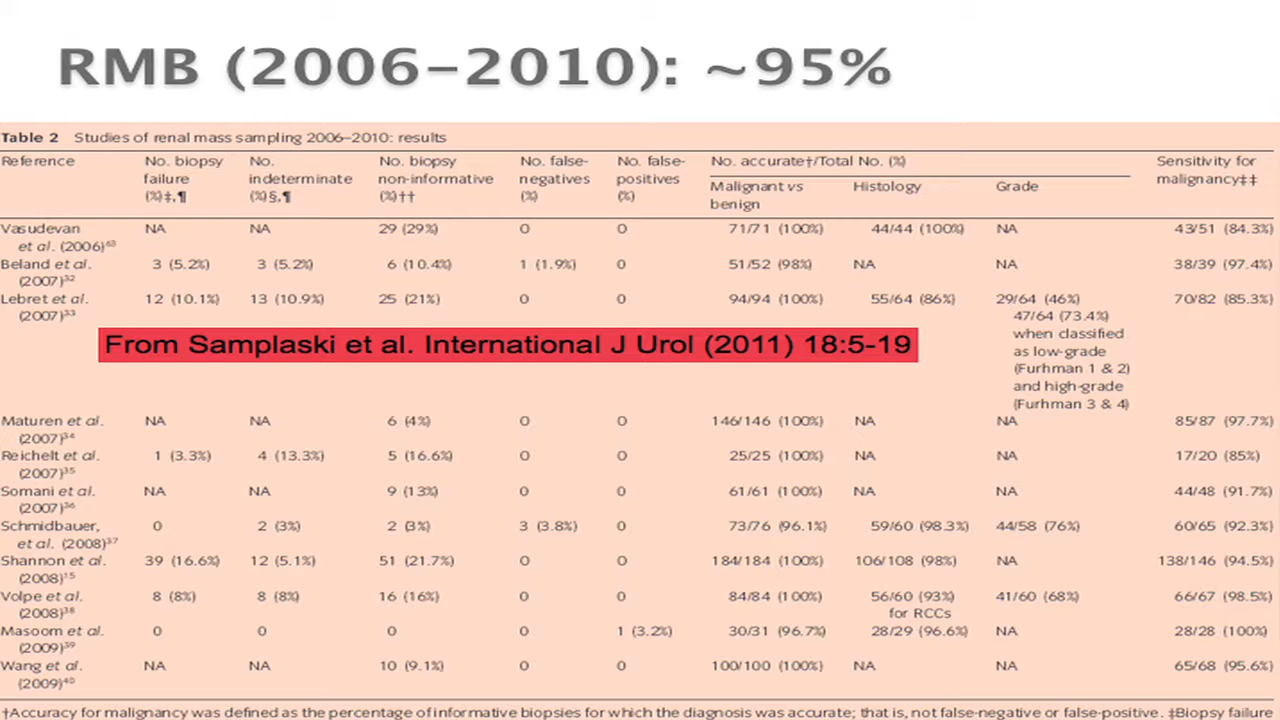 RMB (2006–2010): ~95%
Table 2 Studies of renal mass sampling 2006–2010: results
Reference No. biopsy failure (%)‡,¶ No. indeterminate (%)§,¶ No. biopsy non-informative (%)†† No. false-negatives (%) No. false-positives (%) No. accurate†/Total No. (%) Malignant vs benign Histology Grade Sensitivity for malignancy‡‡
Vasudevan et al. (2006)⁶³ NA NA 29 (29%) 0 0 71/71 (100%) 44/44 (100%) NA 43/51 (84.3%)
Beland et al. (2007)³² 3 (5.2%) 3 (5.2%) 6 (10.4%) 1 (1.9%) 0 51/52 (98%) NA NA 38/39 (97.4%)
Lebret et al. (2007)³³ 12 (10.1%) 13 (10.9%) 25 (21%) 0 0 94/94 (100%) 55/64 (86%) 29/64 (46%) 70/82 (85.3%)
47/64 (73.4%)
when classified
as low-grade
(Furhman 1 & 2)
and high-grade
(Furhman 3 & 4)
From Samplaski et al. International J Urol (2011) 18:5-19
Maturen et al. (2007)³⁴ NA NA 6 (4%) 0 0 146/146 (100%) NA NA 85/87 (97.7%)
Reichelt et al. (2007)³⁵ 1 (3.3%) 4 (13.3%) 5 (16.6%) 0 0 25/25 (100%) NA NA 17/20 (85%)
Somani et al. (2007)³⁶ NA NA 9 (13%) 0 0 61/61 (100%) NA NA 44/48 (91.7%)
Schmidbauer, et al. (2008)³⁷ 0 2 (3%) 2 (3%) 3 (3.8%) 0 73/76 (96.1%) 59/60 (98.3%) 44/58 (76%) 60/65 (92.3%)
Shannon et al. (2008)¹⁵ 39 (16.6%) 12 (5.1%) 51 (21.7%) 0 0 184/184 (100%) 106/108 (98%) NA 138/146 (94.5%)
Volpe et al. (2008)³⁸ 8 (8%) 8 (8%) 16 (16%) 0 0 84/84 (100%) 56/60 (93%) for RCCs 41/60 (68%) 66/67 (98.5%)
Masoom et al. (2009)³⁹ 0 0 0 0 1 (3.2%) 30/31 (96.7%) 28/29 (96.6%) NA 28/28 (100%)
Wang et al. (2009)⁴⁰ NA NA 10 (9.1%) 0 0 100/100 (100%) NA NA 65/68 (95.6%)
†Accuracy for malignancy was defined as the percentage of informative biopsies for which the diagnosis was accurate; that is, not false-negative or false-positive. ‡Biopsy failure